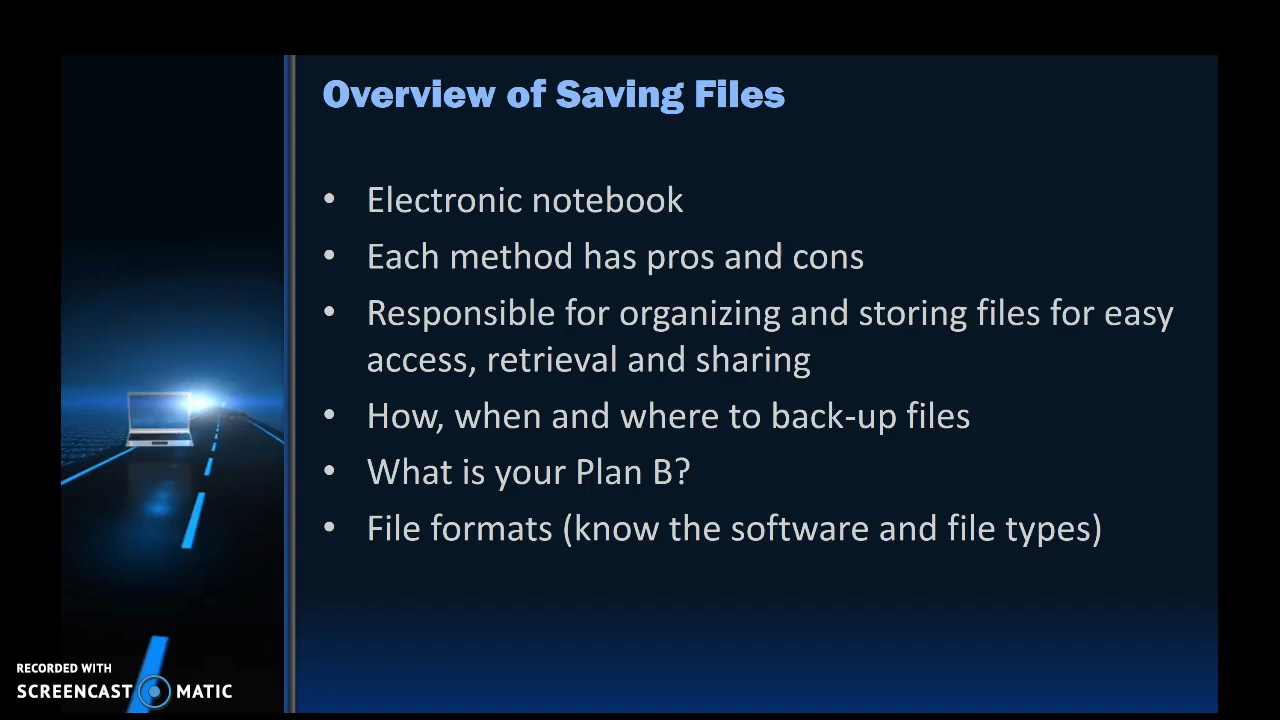 Overview of Saving Files
• Electronic notebook
• Each method has pros and cons
• Responsible for organizing and storing files for easy
access, retrieval and sharing
• How, when and where to back-up files
• What is your Plan B?
• File formats (know the software and file types)
RECORDED WITH
SCREENCAST MATIC